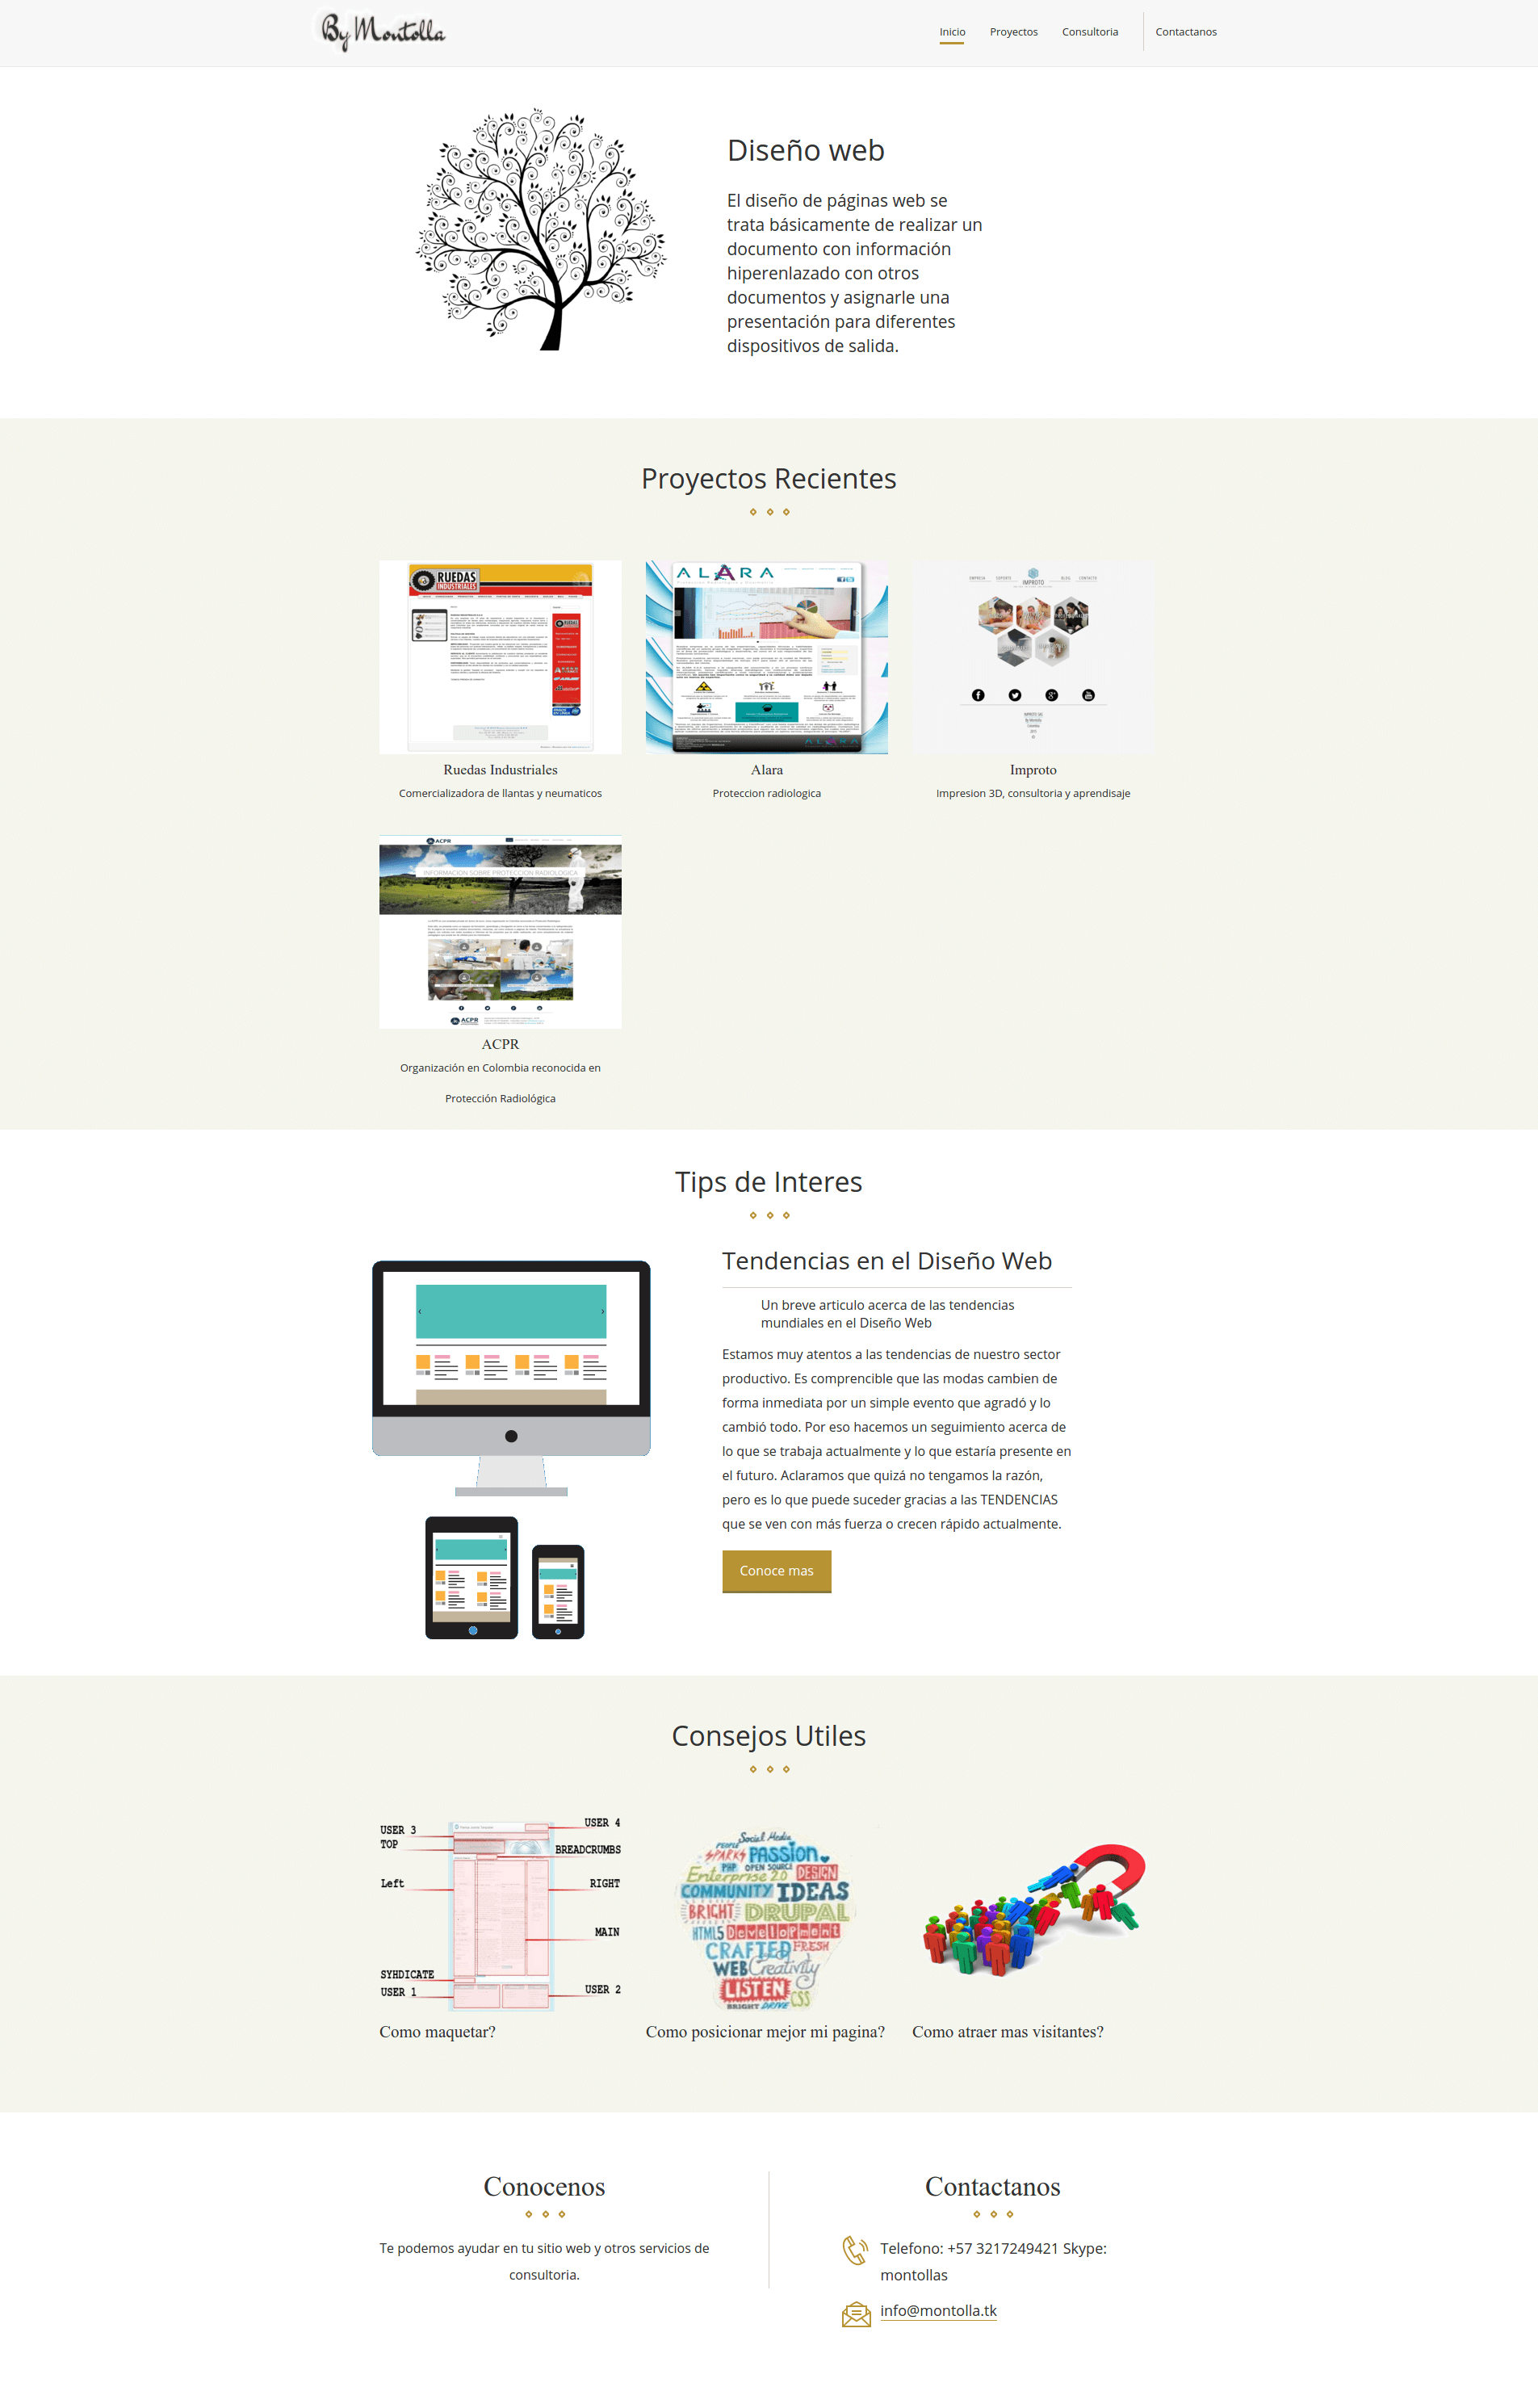 By Montolla
Inicio Proyectos Consultoria Contactanos
Diseño web
El diseño de páginas web se
trata básicamente de realizar un
documento con información
hiperenlazado con otros
documentos y asignarle una
presentación para diferentes
dispositivos de salida.
Proyectos Recientes
RUEDAS
INDUSTRIALES
ALARA
IMPROTO
Ruedas Industriales
Comercializadora de llantas y neumaticos
Alara
Proteccion radiologica
Improto
Impresion 3D, consultoria y aprendisaje
ACPR
INFORMACION SOBRE PROTECCION RADIOLOGICA
ACPR
ACPR
Organización en Colombia reconocida en
Protección Radiológica
Tips de Interes
Tendencias en el Diseño Web
Un breve articulo acerca de las tendencias
mundiales en el Diseño Web
Estamos muy atentos a las tendencias de nuestro sector
productivo. Es comprencible que las modas cambien de
forma inmediata por un simple evento que agradó y lo
cambió todo. Por eso hacemos un seguimiento acerca de
lo que se trabaja actualmente y lo que estaría presente en
el futuro. Aclaramos que quizá no tengamos la razón,
pero es lo que puede suceder gracias a las TENDENCIAS
que se ven con más fuerza o crecen rápido actualmente.
Conoce mas
Consejos Utiles
USER 3
USER 4
TOP
BREADCRUMBS
Left
RIGHT
MAIN
SYHDICATE
USER 1
USER 2
Social Media
PEOPLE SPARKS PASSION
PHP OPEN SOURCE DESIGN
Enterprise 2.0
COMMUNITY IDEAS
BRIGHT DRUPAL
HTML5 Development
CRAFTED FRESH
WEB Creativity
LISTEN CSS
BRIGHT DRIVE
Como maquetar?
Como posicionar mejor mi pagina?
Como atraer mas visitantes?
Conocenos
Te podemos ayudar en tu sitio web y otros servicios de
consultoria.
Contactanos
Telefono: +57 3217249421 Skype:
montollas
info@montolla.tk